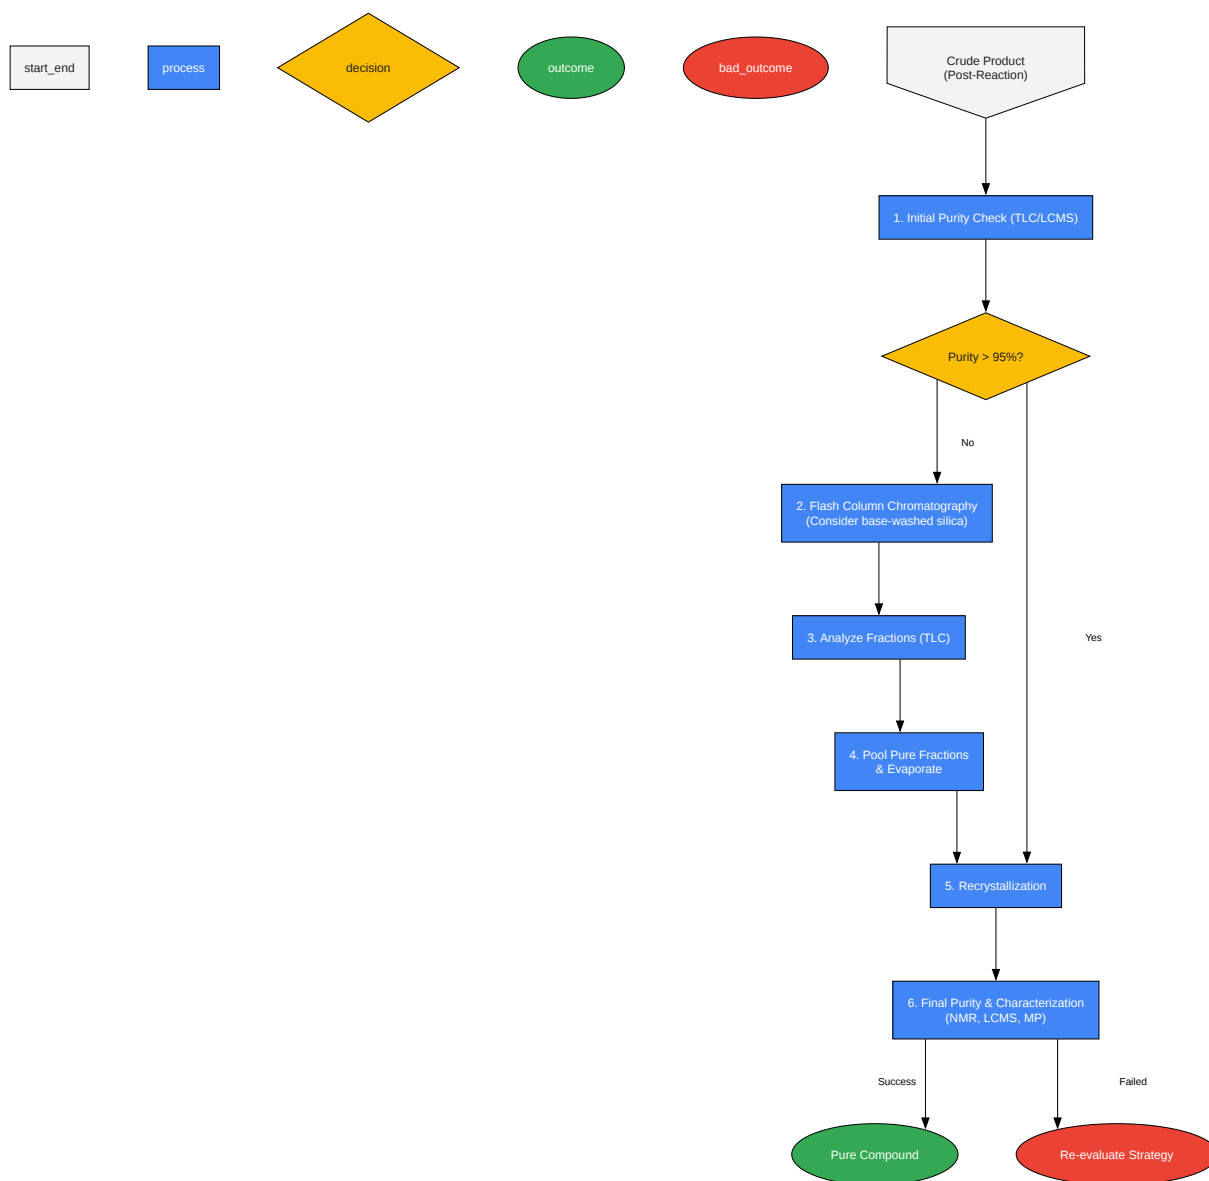 start_end
process
decision
outcome
bad_outcome
Crude Product
(Post-Reaction)
1. Initial Purity Check (TLC/LCMS)
Purity > 95%?
No
2. Flash Column Chromatography
(Consider base-washed silica)
3. Analyze Fractions (TLC)
Yes
4. Pool Pure Fractions
& Evaporate
5. Recrystallization
6. Final Purity & Characterization
(NMR, LCMS, MP)
Success
Failed
Pure Compound
Re-evaluate Strategy